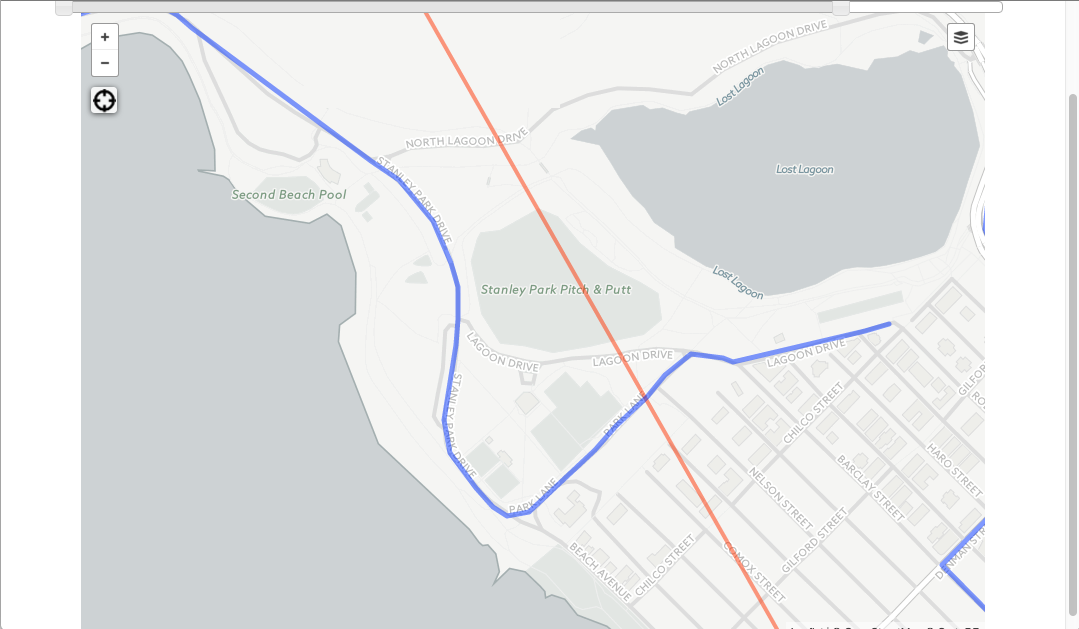 +
−
NORTH LAGOON DRIVE
Lost Lagoon
NORTH LAGOON DRIVE
Lost Lagoon
STANLEY PARK DRIVE
Second Beach Pool
Lost Lagoon
Stanley Park Pitch & Putt
LAGOON DRIVE
LAGOON DRIVE
LAGOON DRIVE
STANLEY PARK DRIVE
PARK LANE
CHILCO STREET
HARO STREET
BARCLAY STREET
NELSON STREET
PARK LANE
GILFORD STREET
BEACH AVENUE
CHILCO STREET
COMOX STREET
DENMAN STR